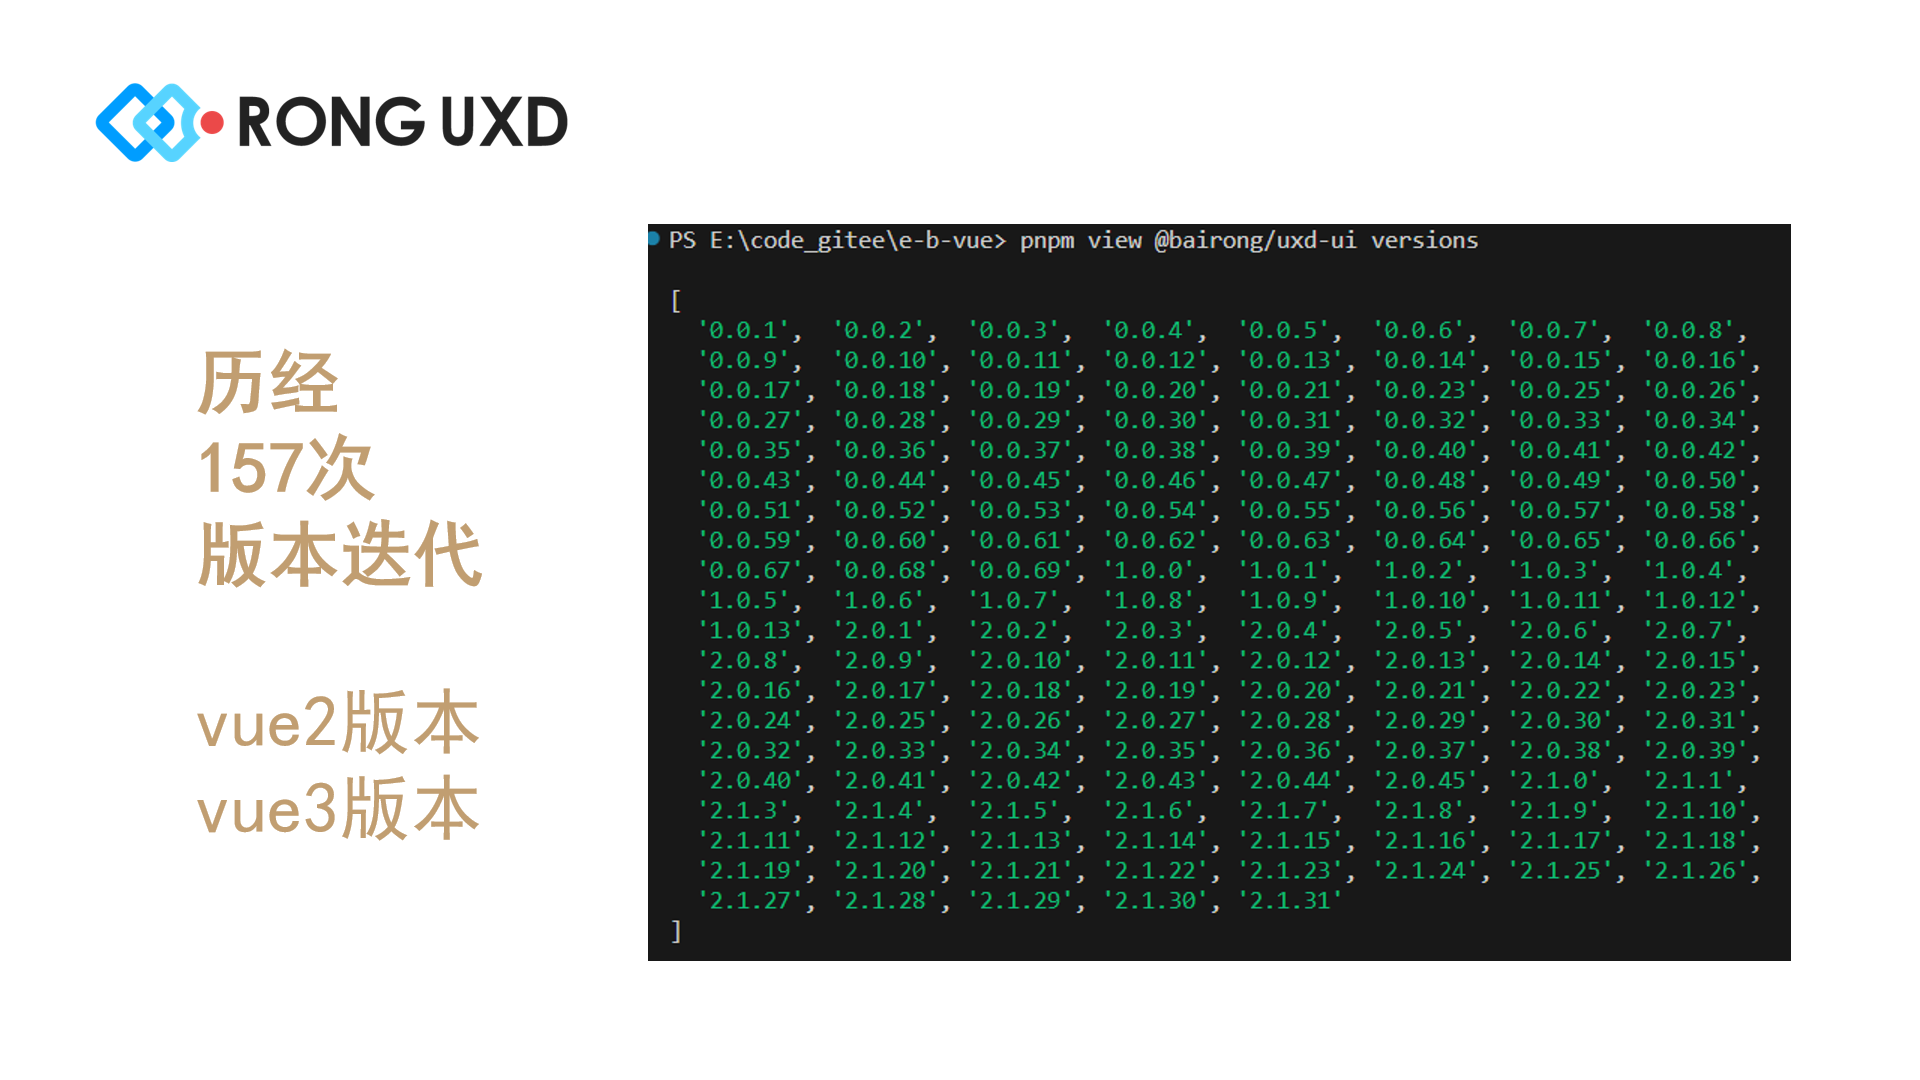 RONG UXD
历经
157次
版本迭代
vue2版本
vue3版本
PS E:\code_gitee\e-b-vue> pnpm view @bairong/uxd-ui versions
[
'0.0.1', '0.0.2', '0.0.3', '0.0.4', '0.0.5', '0.0.6', '0.0.7', '0.0.8',
'0.0.9', '0.0.10', '0.0.11', '0.0.12', '0.0.13', '0.0.14', '0.0.15', '0.0.16',
'0.0.17', '0.0.18', '0.0.19', '0.0.20', '0.0.21', '0.0.23', '0.0.25', '0.0.26',
'0.0.27', '0.0.28', '0.0.29', '0.0.30', '0.0.31', '0.0.32', '0.0.33', '0.0.34',
'0.0.35', '0.0.36', '0.0.37', '0.0.38', '0.0.39', '0.0.40', '0.0.41', '0.0.42',
'0.0.43', '0.0.44', '0.0.45', '0.0.46', '0.0.47', '0.0.48', '0.0.49', '0.0.50',
'0.0.51', '0.0.52', '0.0.53', '0.0.54', '0.0.55', '0.0.56', '0.0.57', '0.0.58',
'0.0.59', '0.0.60', '0.0.61', '0.0.62', '0.0.63', '0.0.64', '0.0.65', '0.0.66',
'0.0.67', '0.0.68', '0.0.69', '1.0.0', '1.0.1', '1.0.2', '1.0.3', '1.0.4',
'1.0.5', '1.0.6', '1.0.7', '1.0.8', '1.0.9', '1.0.10', '1.0.11', '1.0.12',
'1.0.13', '2.0.1', '2.0.2', '2.0.3', '2.0.4', '2.0.5', '2.0.6', '2.0.7',
'2.0.8', '2.0.9', '2.0.10', '2.0.11', '2.0.12', '2.0.13', '2.0.14', '2.0.15',
'2.0.16', '2.0.17', '2.0.18', '2.0.19', '2.0.20', '2.0.21', '2.0.22', '2.0.23',
'2.0.24', '2.0.25', '2.0.26', '2.0.27', '2.0.28', '2.0.29', '2.0.30', '2.0.31',
'2.0.32', '2.0.33', '2.0.34', '2.0.35', '2.0.36', '2.0.37', '2.0.38', '2.0.39',
'2.0.40', '2.0.41', '2.0.42', '2.0.43', '2.0.44', '2.0.45', '2.1.0', '2.1.1',
'2.1.3', '2.1.4', '2.1.5', '2.1.6', '2.1.7', '2.1.8', '2.1.9', '2.1.10',
'2.1.11', '2.1.12', '2.1.13', '2.1.14', '2.1.15', '2.1.16', '2.1.17', '2.1.18',
'2.1.19', '2.1.20', '2.1.21', '2.1.22', '2.1.23', '2.1.24', '2.1.25', '2.1.26',
'2.1.27', '2.1.28', '2.1.29', '2.1.30', '2.1.31'
]